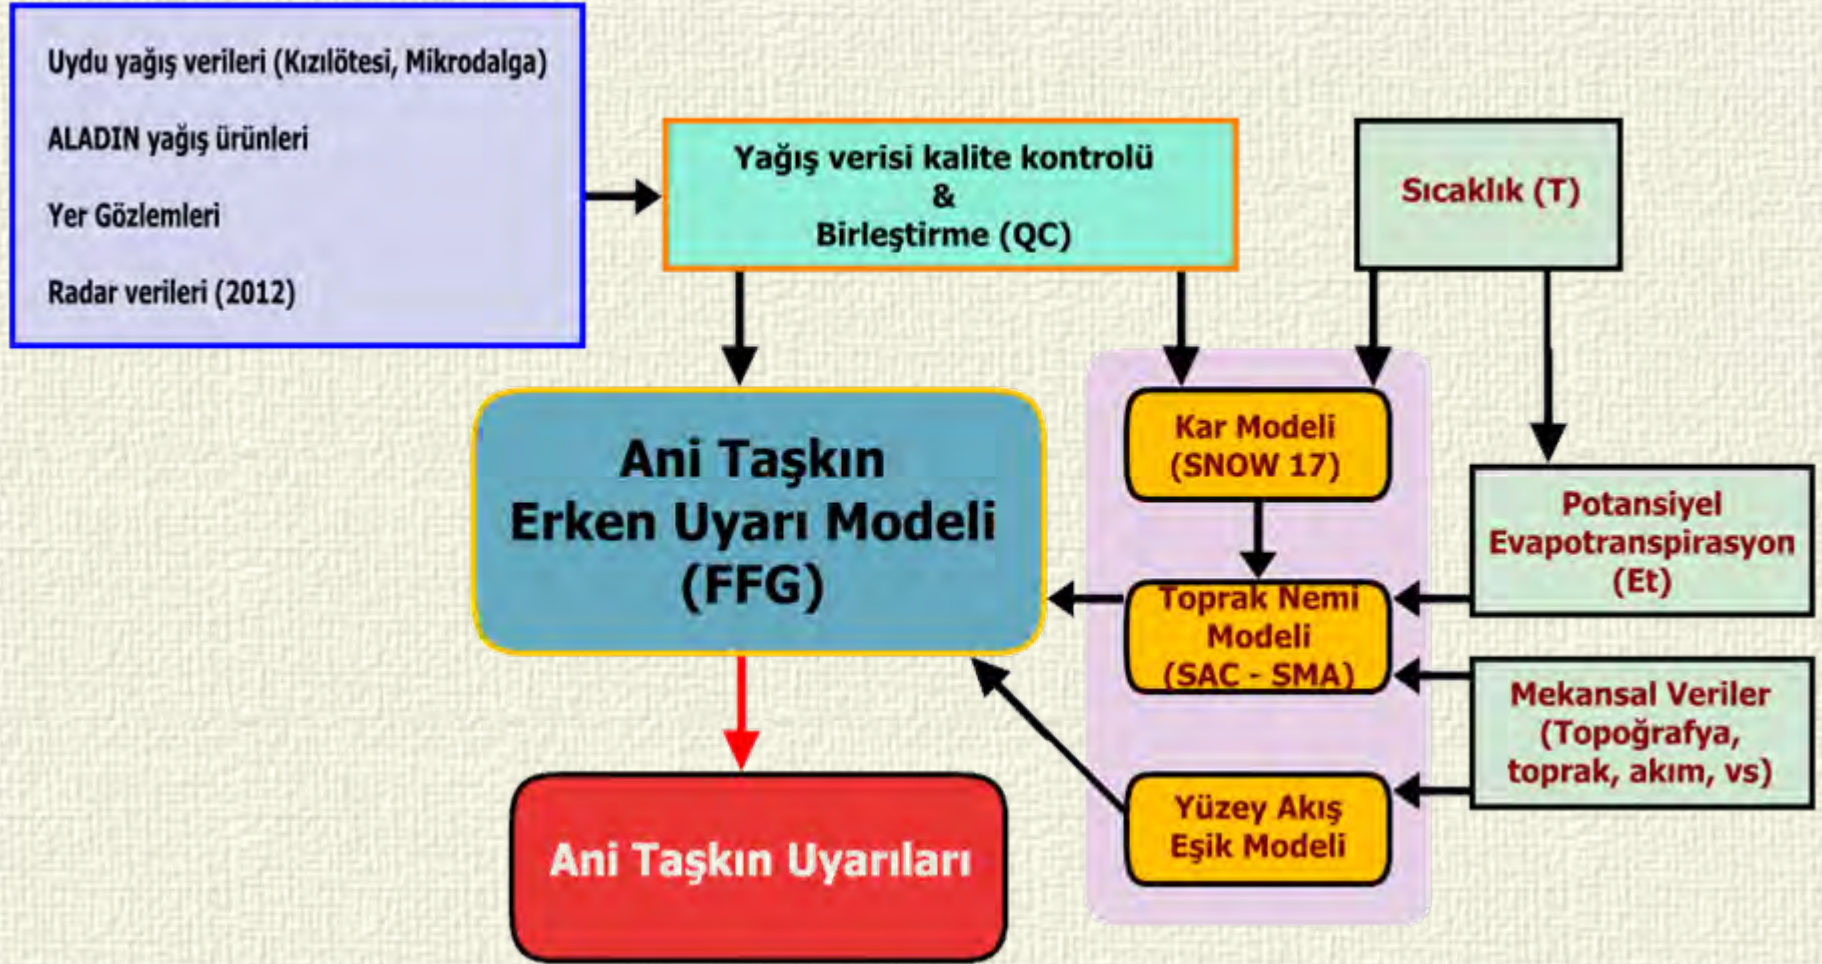 Uydu yağış verileri (Kızılötesi, Mikrodalga)
ALADIN yağış ürünleri
Yer Gözlemleri
Radar verileri (2012)
Yağış verisi kalite kontrolü
&
Birleştirme (QC)
Sıcaklık (T)
Ani Taşkın
Erken Uyarı Modeli
(FFG)
Kar Modeli
(SNOW 17)
Potansiyel
Evapotranspirasyon
(Et)
Toprak Nemi
Modeli
(SAC - SMA)
Mekansal Veriler
(Topoğrafya,
toprak, akım, vs)
Yüzey Akış
Eşik Modeli
Ani Taşkın Uyarıları